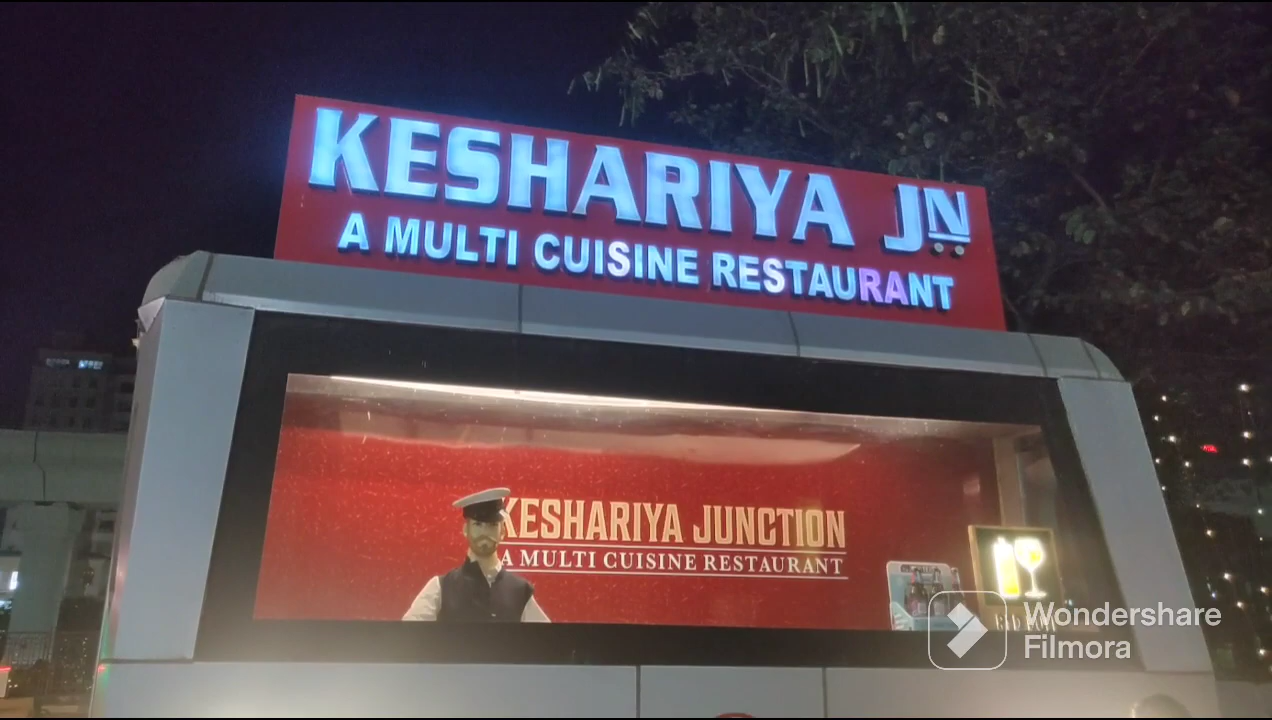 KESHARIYA JN
A MULTI CUISINE RESTAURANT
KESHARIYA JUNCTION
A MULTI CUISINE RESTAURANT
Wondershare
Filmora